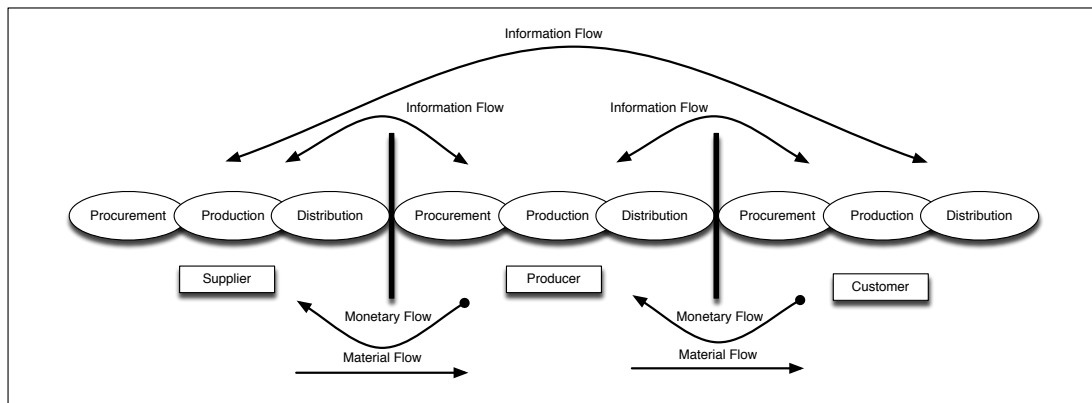 Information Flow
Information Flow
Information Flow
Procurement
Production
Distribution
Procurement
Production
Distribution
Procurement
Production
Distribution
Supplier
Producer
Customer
Monetary Flow
Monetary Flow
Material Flow
Material Flow